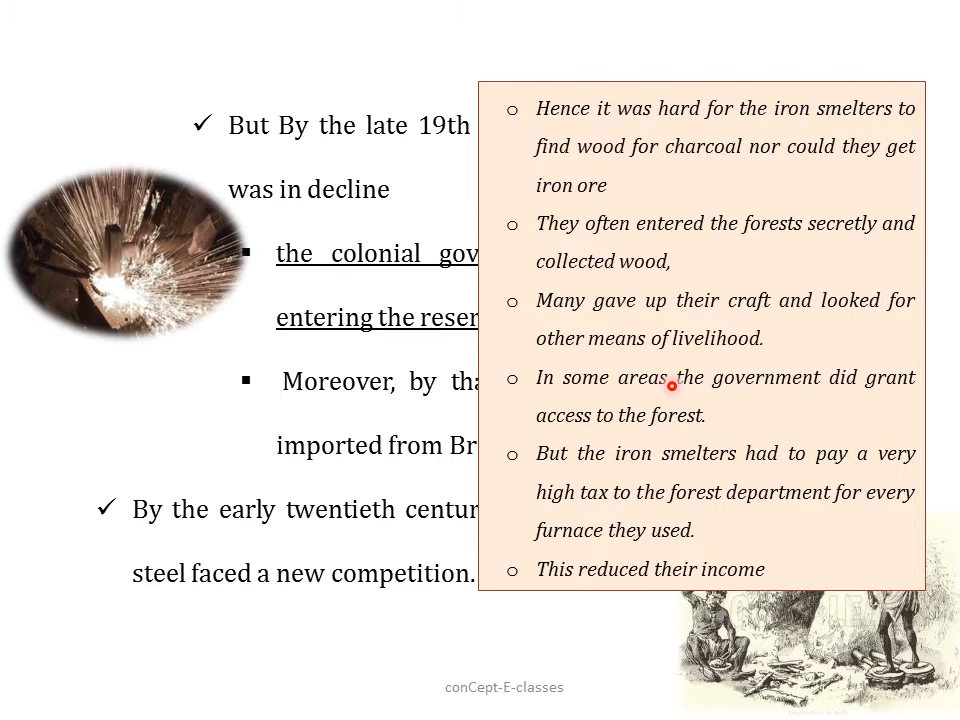 But By the late 19th
was in decline
the colonial gov
entering the reser
Moreover, by tha
imported from Br
By the early twentieth centur
steel faced a new competition.
o Hence it was hard for the iron smelters to
find wood for charcoal nor could they get
iron ore
o They often entered the forests secretly and
collected wood,
o Many gave up their craft and looked for
other means of livelihood.
o In some areas the government did grant
access to the forest.
o But the iron smelters had to pay a very
high tax to the forest department for every
furnace they used.
o This reduced their income
conCept-E-classes